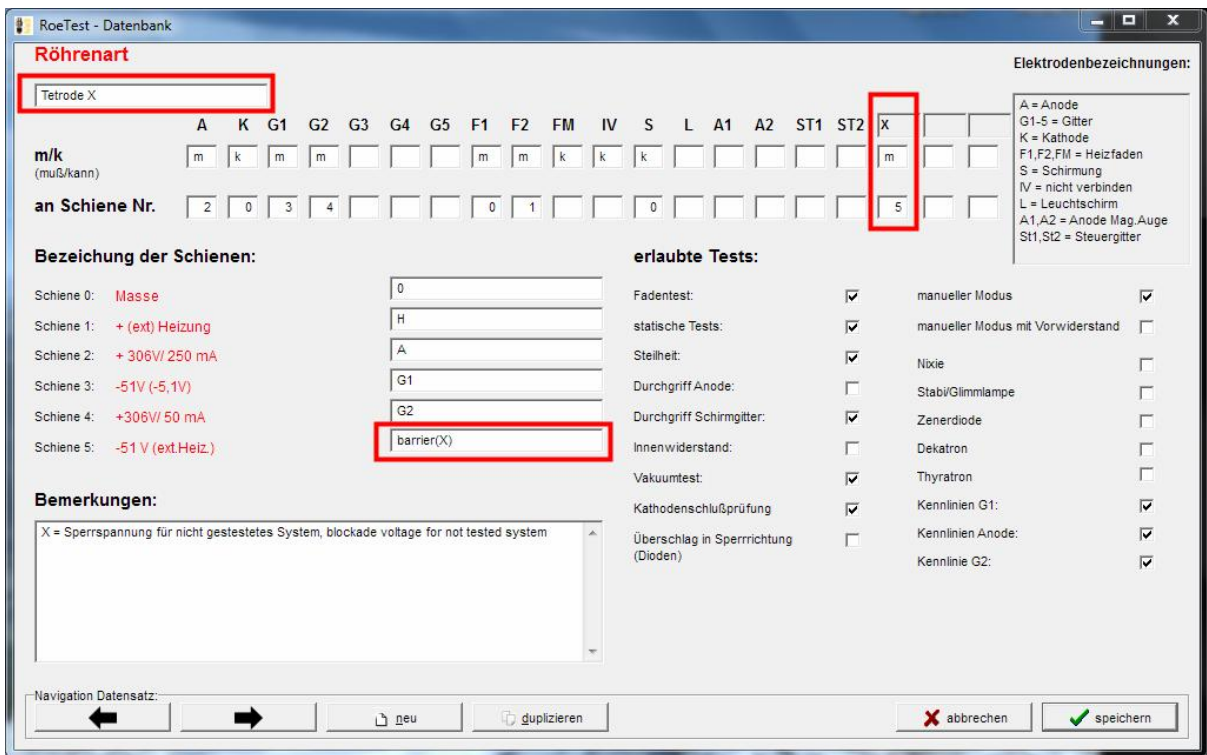 RoeTest - Datenbank
Röhrenart
Elektrodenbezeichnungen:
Tetrode X
A = Anode
G1-5 = Gitter
K = Kathode
F1,F2,FM = Heizfaden
S = Schirmung
IV = nicht verbinden
L = Leuchtschirm
A1,A2 = Anode Mag.Auge
St1,St2 = Steuergitter
A K G1 G2 G3 G4 G5 F1 F2 FM IV S L A1 A2 ST1 ST2 X
m/k m k m m m m k k k m
(muß/kann)
an Schiene Nr. 2 0 3 4 0 1 0 5
Bezeichung der Schienen:
Schiene 0: Masse 0
Schiene 1: + (ext) Heizung H
Schiene 2: + 306V/ 250 mA A
Schiene 3: -51V (-5,1V) G1
Schiene 4: +306V/ 50 mA G2
Schiene 5: -51 V (ext.Heiz.) barrier(X)
erlaubte Tests:
Fadentest:
statische Tests:
Steilheit:
Durchgriff Anode:
Durchgriff Schirmgitter:
Innenwiderstand:
Vakuumtest:
Kathodenschlußprüfung
Überschlag in Sperrrichtung
(Dioden)
manueller Modus
manueller Modus mit Vorwiderstand
Nixie
Stabi/Glimmlampe
Zenerdiode
Dekatron
Thyratron
Kennlinien G1:
Kennlinien Anode:
Kennlinie G2:
Bemerkungen:
X = Sperrspannung für nicht gestestetes System, blockade voltage for not tested system
Navigation Datensatz:
neu
duplizieren
abbrechen
speichern